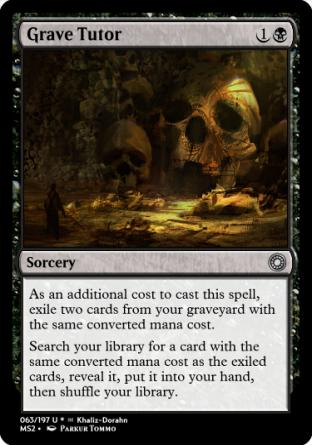 Grave Tutor 1
Sorcery
As an additional cost to cast this spell,
exile two cards from your graveyard with
the same converted mana cost.
Search your library for a card with the
same converted mana cost as the exiled
cards, reveal it, put it into your hand,
then shuffle your library.
063/197 U * ∞ Khaliz-Dorahn
MS2 • Parker Tommo